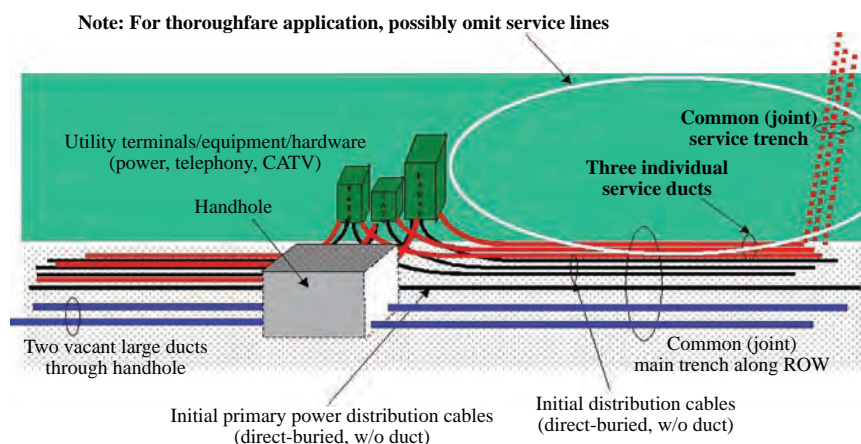 Note: For thoroughfare application, possibly omit service lines
Utility terminals/equipment/hardware
(power, telephony, CATV)
Common (joint)
service trench
Three individual
service ducts
Handhole
Two vacant large ducts
through handhole
Common (joint)
main trench along ROW
Initial primary power distribution cables
(direct-buried, w/o duct)
Initial distribution cables
(direct-buried, w/o duct)